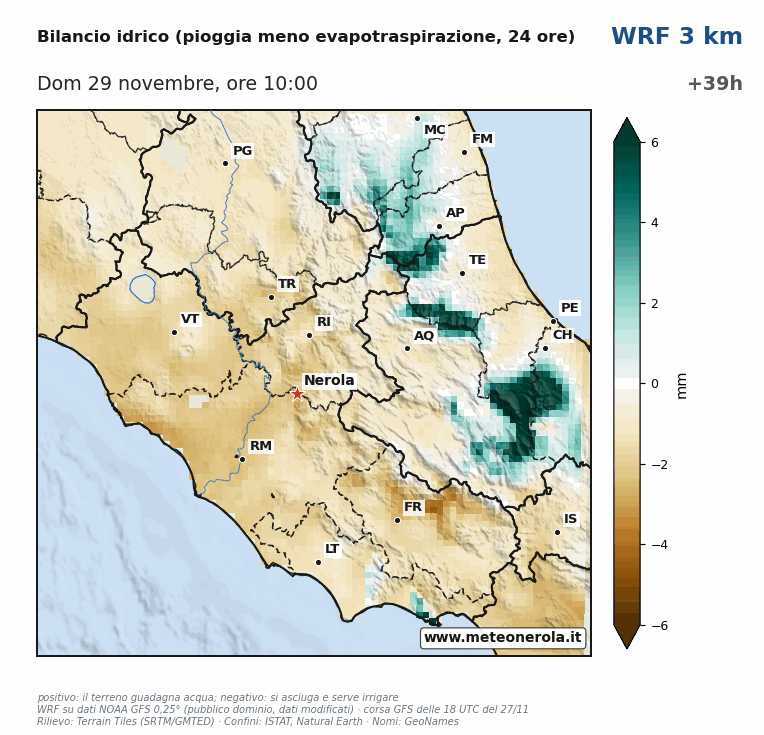 Bilancio idrico (pioggia meno evapotraspirazione, 24 ore)
WRF 3 km
Dom 29 novembre, ore 10:00
+39h
MC
FM
PG
AP
TE
TR
PE
VT
RI
CH
AQ
Nerola
RM
FR
IS
LT
www.meteonerola.it
6
4
2
0
−2
−4
−6
mm
positivo: il terreno guadagna acqua; negativo: si asciuga e serve irrigare
WRF su dati NOAA GFS 0,25° (pubblico dominio, dati modificati) · corsa GFS delle 18 UTC del 27/11
Rilievo: Terrain Tiles (SRTM/GMTED) · Confini: ISTAT, Natural Earth · Nomi: GeoNames